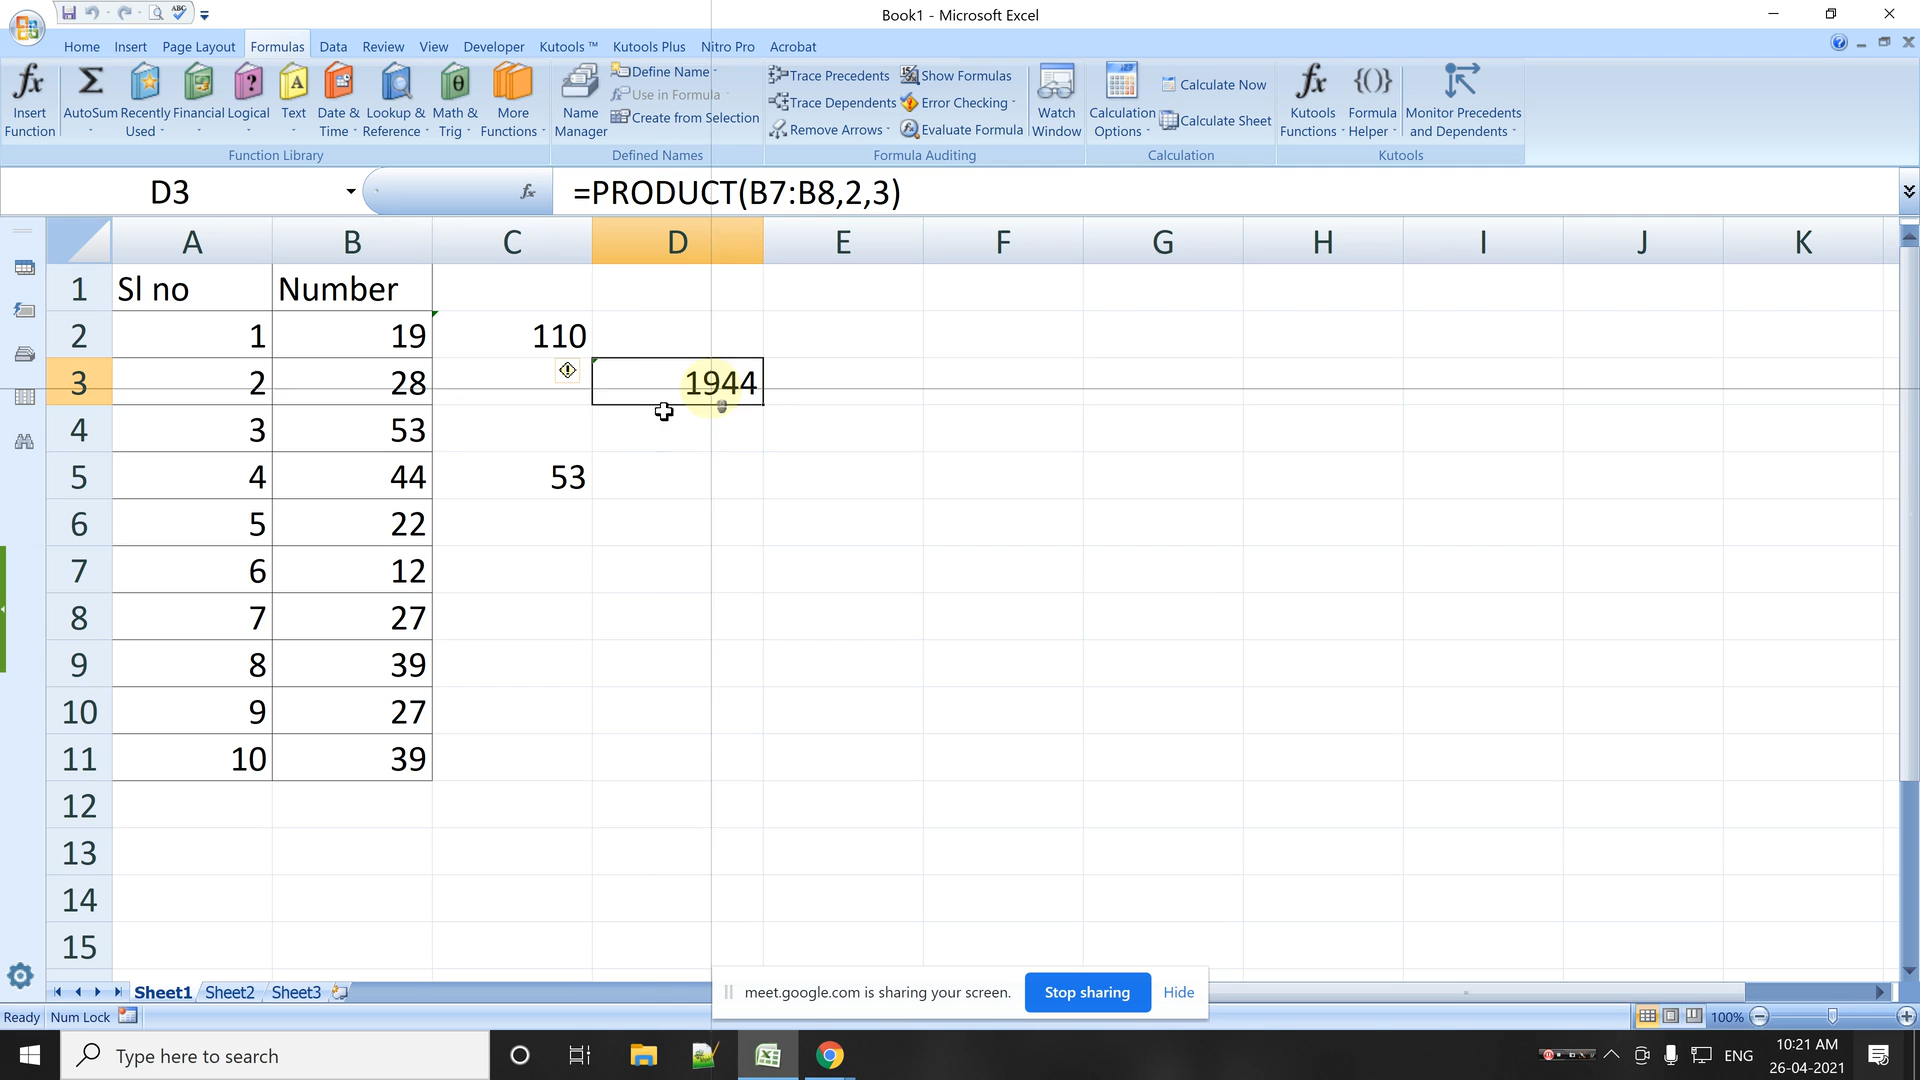 Book1 - Microsoft Excel
Home Insert Page Layout Formulas Data Review View Developer Kutools ™ Kutools Plus Nitro Pro Acrobat
Insert Function
AutoSum
Recently Used
Financial
Logical
Text
Date & Time
Lookup & Reference
Math & Trig
More Functions
Function Library
Name Manager
Define Name
Use in Formula
Create from Selection
Defined Names
Trace Precedents
Trace Dependents
Remove Arrows
Show Formulas
Error Checking
Evaluate Formula
Formula Auditing
Watch Window
Calculation Options
Calculate Now
Calculate Sheet
Calculation
Kutools Functions
Formula Helper
Monitor Precedents and Dependents
Kutools
D3 fx =PRODUCT(B7:B8,2,3)
A B C D E F G H I J K
1 Sl no Number
2 1 19 110
3 2 28 1944
4 3 53
5 4 44 53
6 5 22
7 6 12
8 7 27
9 8 39
10 9 27
11 10 39
12
13
14
15
Sheet1 Sheet2 Sheet3
meet.google.com is sharing your screen. Stop sharing Hide
Ready Num Lock 100%
Type here to search
ENG
10:21 AM
26-04-2021